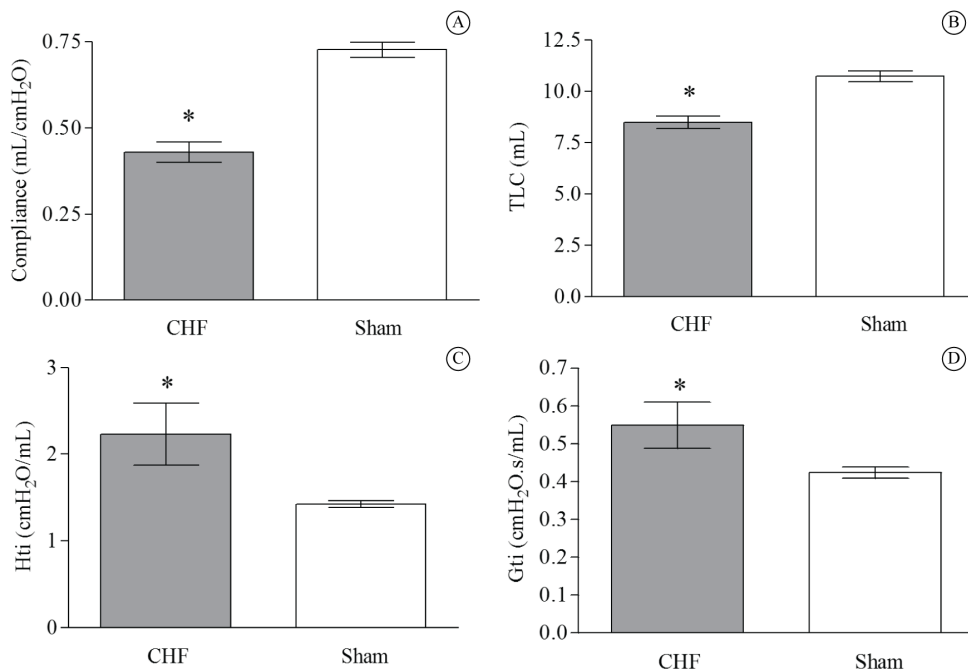 A
Compliance (mL/cmH₂O)
0.75
0.50
0.25
0.00
*
CHF
Sham
B
TLC (mL)
12.5
10.0
7.5
5.0
2.5
0.0
*
CHF
Sham
C
Hti (cmH₂O/mL)
3
2
1
0
*
CHF
Sham
D
Gti (cmH₂O.s/mL)
0.7
0.6
0.5
0.4
0.3
0.2
0.1
0.0
*
CHF
Sham